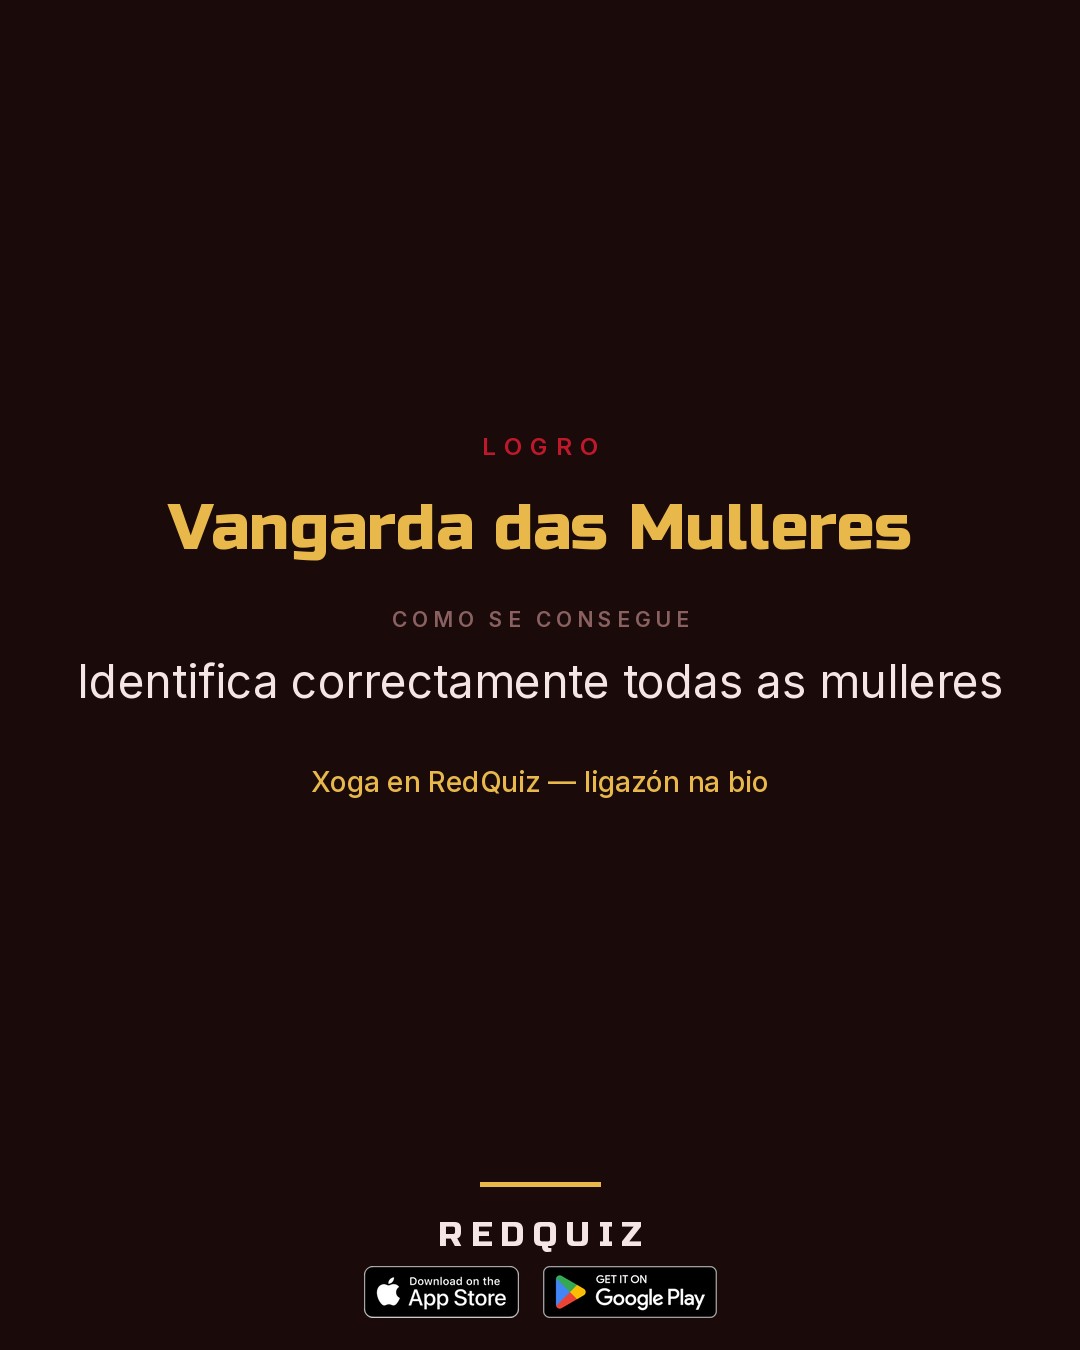 LOGRO
Vangarda das Mulleres
COMO SE CONSEGUE
Identifica correctamente todas as mulleres
Xoga en RedQuiz — ligazón na bio
REDQUIZ
Download on the
App Store
GET IT ON
Google Play